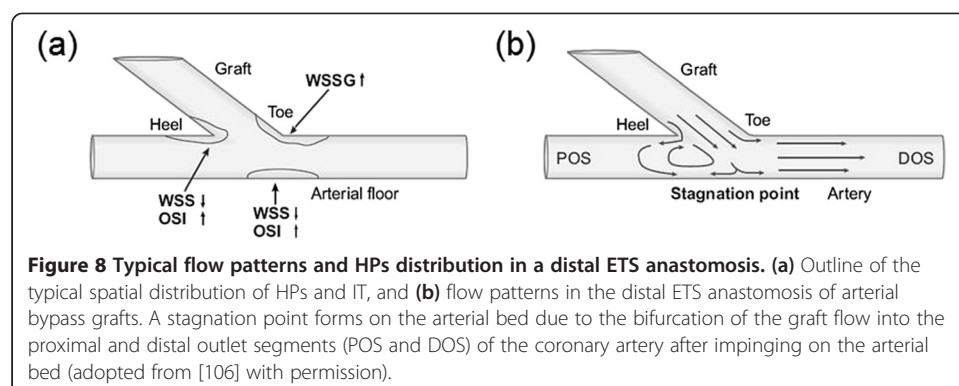 (a)
Graft
WSSG ↑
Toe
Heel
Arterial floor
WSS ↓
OSI ↑
WSS ↓
OSI ↑
(b)
Graft
Toe
Heel
POS
DOS
Stagnation point
Artery
Figure 8 Typical flow patterns and HPs distribution in a distal ETS anastomosis. (a) Outline of the
typical spatial distribution of HPs and IT, and (b) flow patterns in the distal ETS anastomosis of arterial
bypass grafts. A stagnation point forms on the arterial bed due to the bifurcation of the graft flow into the
proximal and distal outlet segments (POS and DOS) of the coronary artery after impinging on the arterial
bed (adopted from [106] with permission).